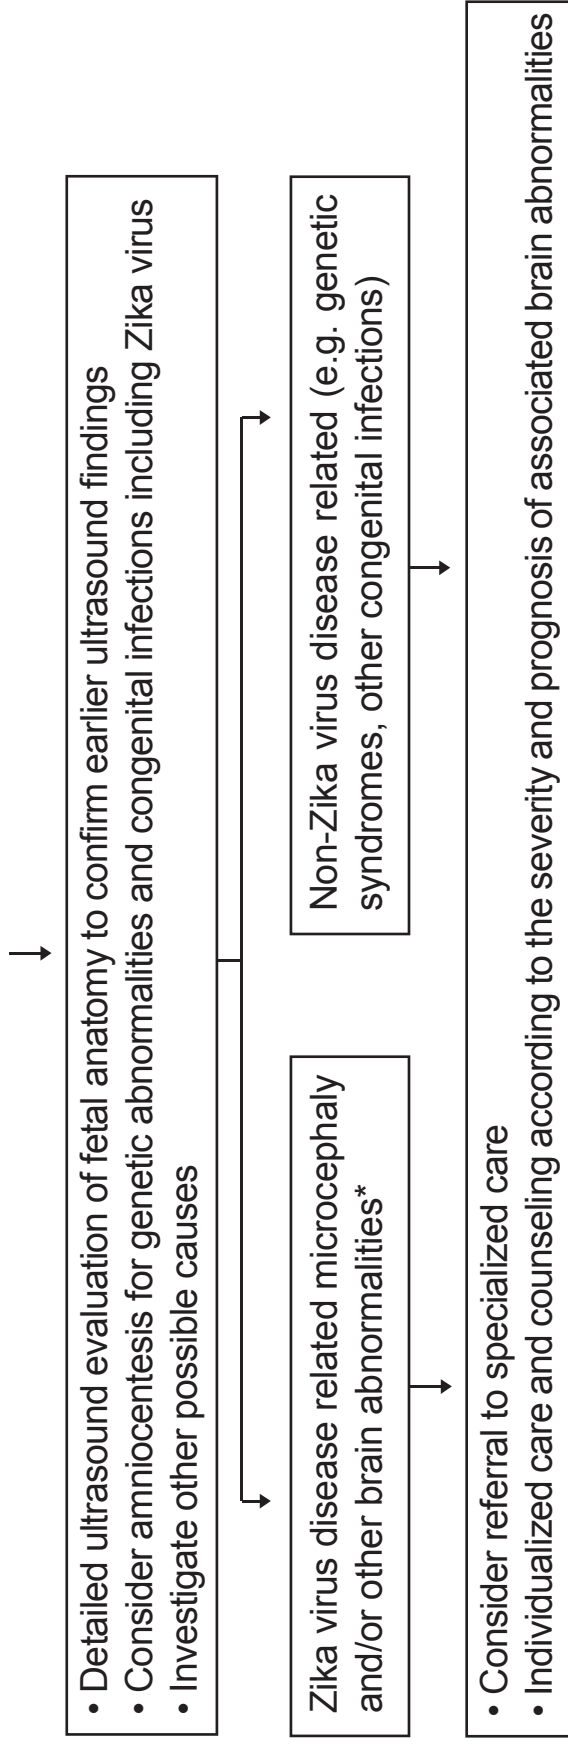 • Detailed ultrasound evaluation of fetal anatomy to confirm earlier ultrasound findings
• Consider amniocentesis for genetic abnormalities and congenital infections including Zika virus
• Investigate other possible causes
Zika virus disease related microcephaly
and/or other brain abnormalities*
Non-Zika virus disease related (e.g. genetic
syndromes, other congenital infections)
• Consider referral to specialized care
• Individualized care and counseling according to the severity and prognosis of associated brain abnormalities